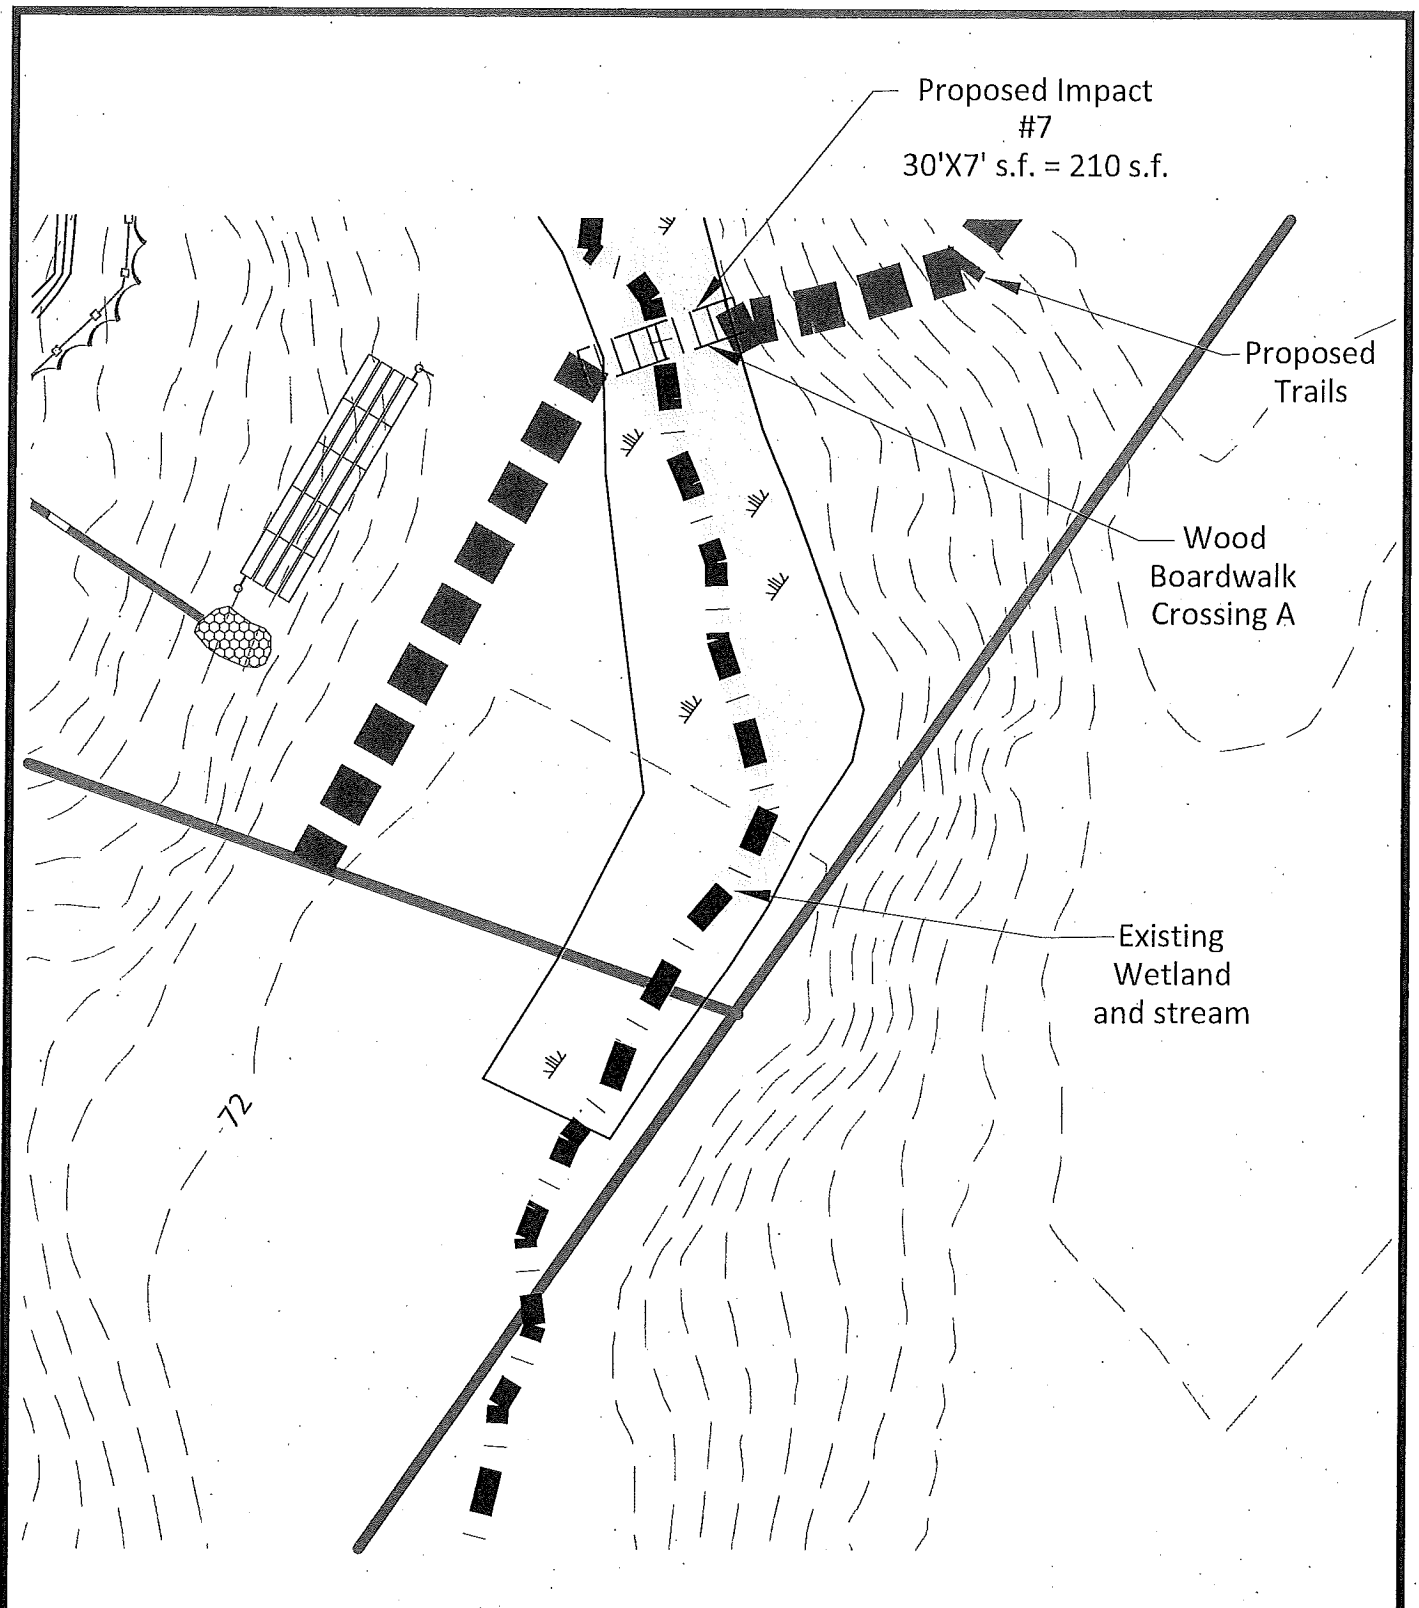 Proposed Impact
#7
30'X7' s.f. = 210 s.f.
Proposed
Trails
Wood
Boardwalk
Crossing A
Existing
Wetland
and stream
72